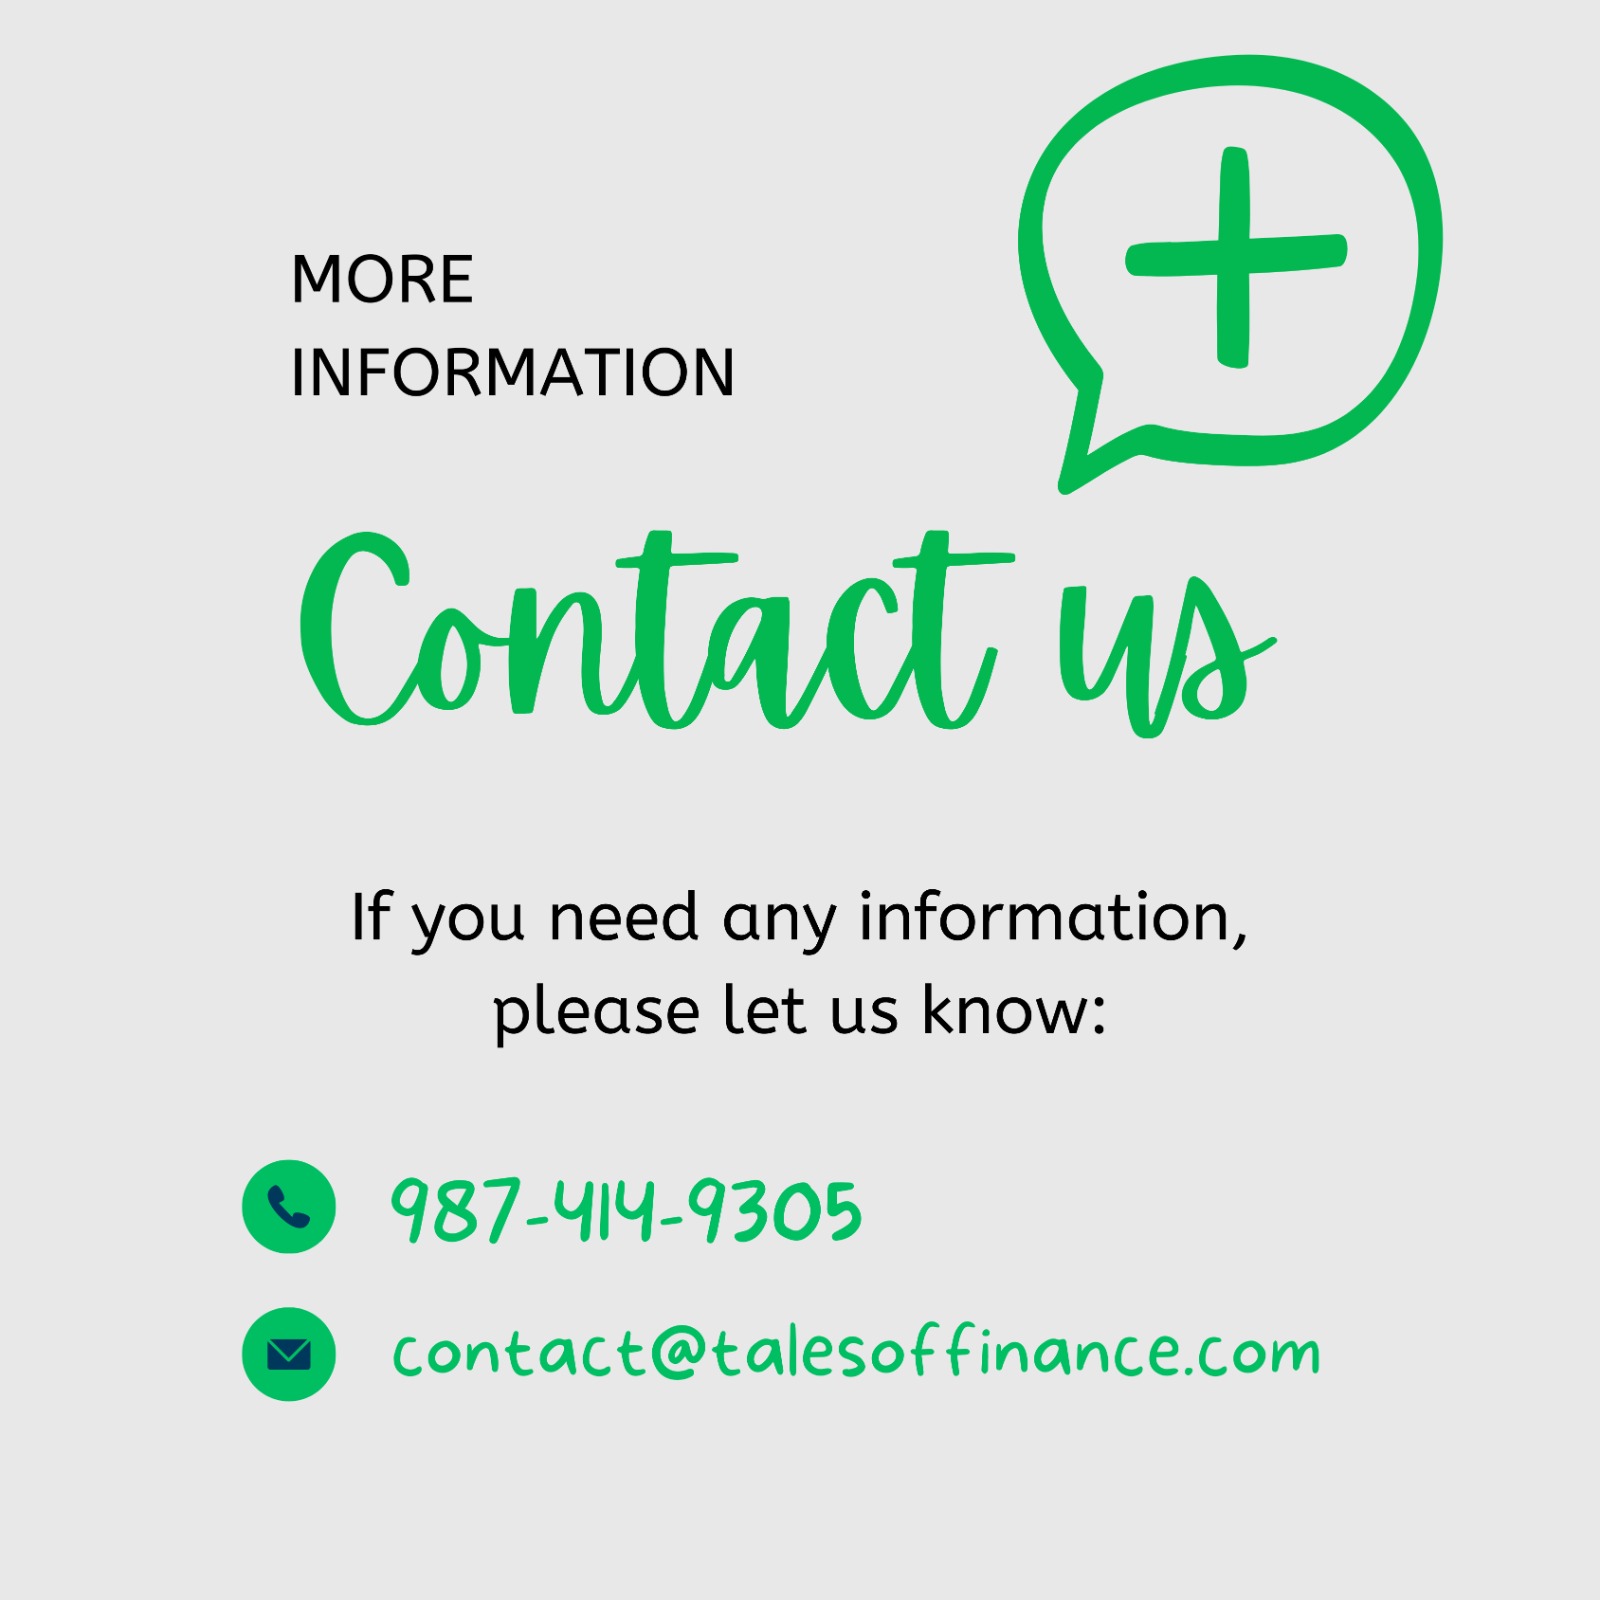 MORE
INFORMATION
Contact us
If you need any information,
please let us know:
987-414-9305
contact@talesoffinance.com